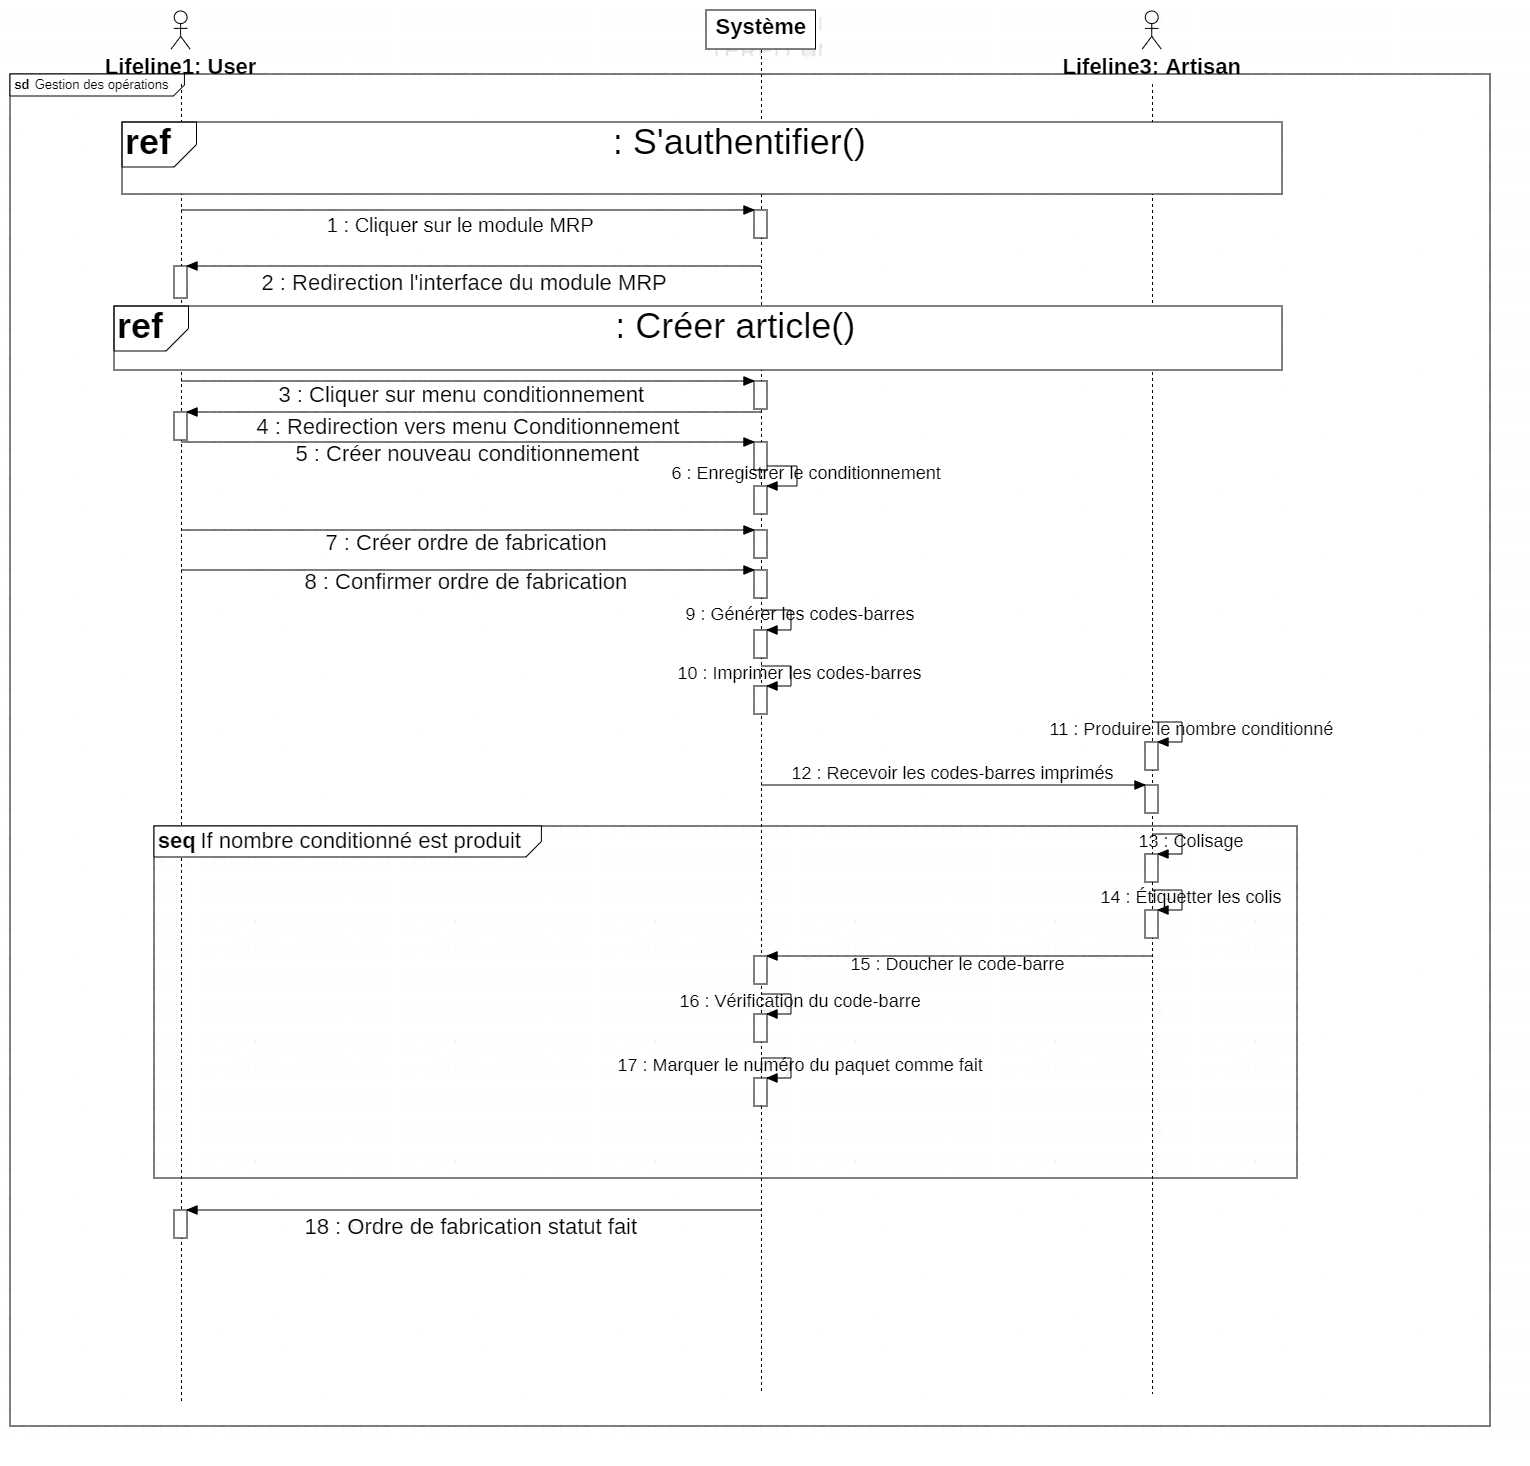 Système
Lifeline1: User
Lifeline3: Artisan
sd Gestion des opérations
ref : S'authentifier()
1 : Cliquer sur le module MRP
2 : Redirection l'interface du module MRP
ref : Créer article()
3 : Cliquer sur menu conditionnement
4 : Redirection vers menu Conditionnement
5 : Créer nouveau conditionnement
6 : Enregistrer le conditionnement
7 : Créer ordre de fabrication
8 : Confirmer ordre de fabrication
9 : Générer les codes-barres
10 : Imprimer les codes-barres
11 : Produire le nombre conditionné
12 : Recevoir les codes-barres imprimés
seq If nombre conditionné est produit
13 : Colisage
14 : Étiquetter les colis
15 : Doucher le code-barre
16 : Vérification du code-barre
17 : Marquer le numéro du paquet comme fait
18 : Ordre de fabrication statut fait